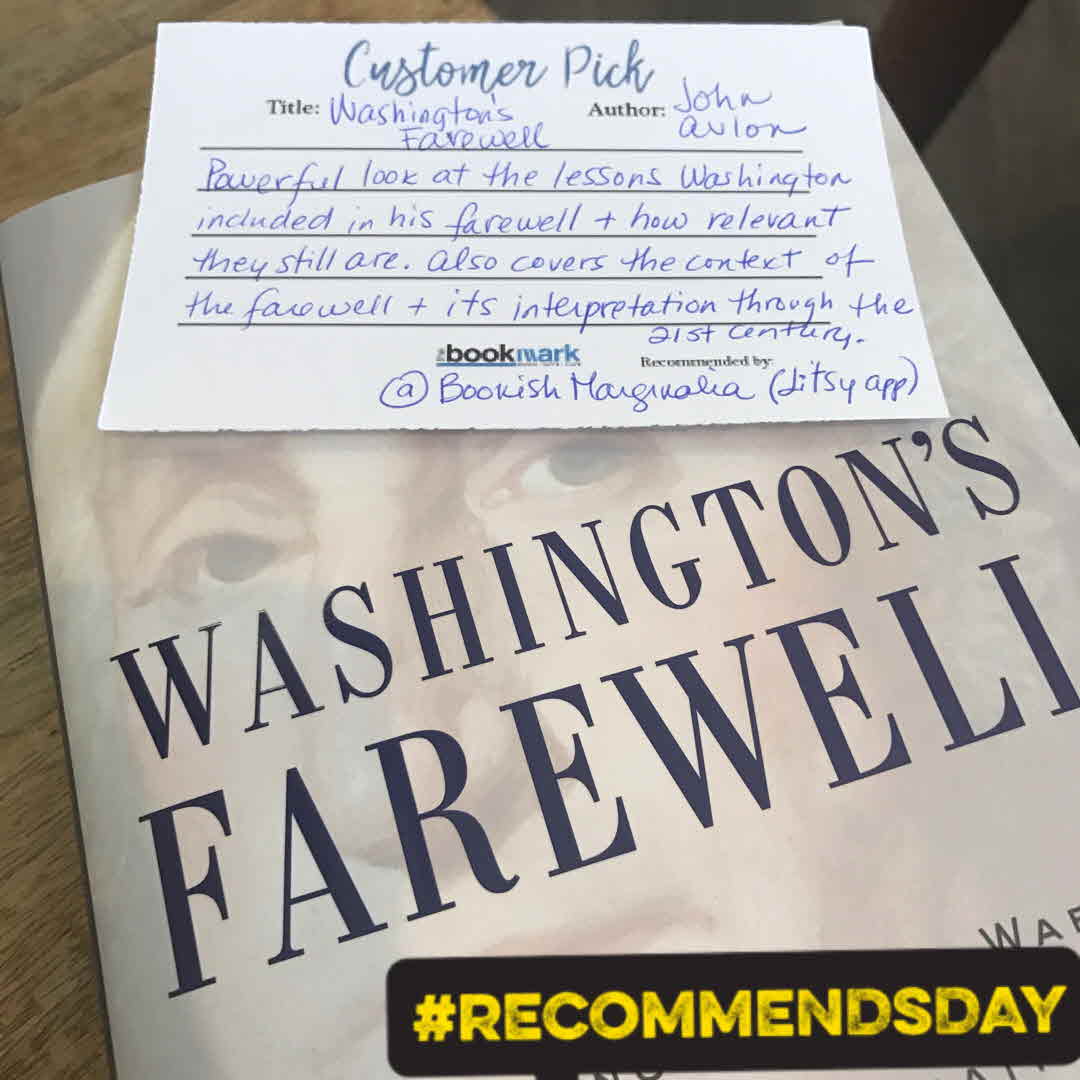 Customer Pick
Title: Washington's Farewell Author: John Avlon
Powerful look at the lessons Washington
included in his farewell + how relevant
they still are. Also covers the context of
the farewell + its interpretation through the
21st century.
the bookmark Recommended by:
@ Bookish Marginalia (Litsy app)
WASHINGTON'S
FAREWELL
WAR
#RECOMMENDSDAY